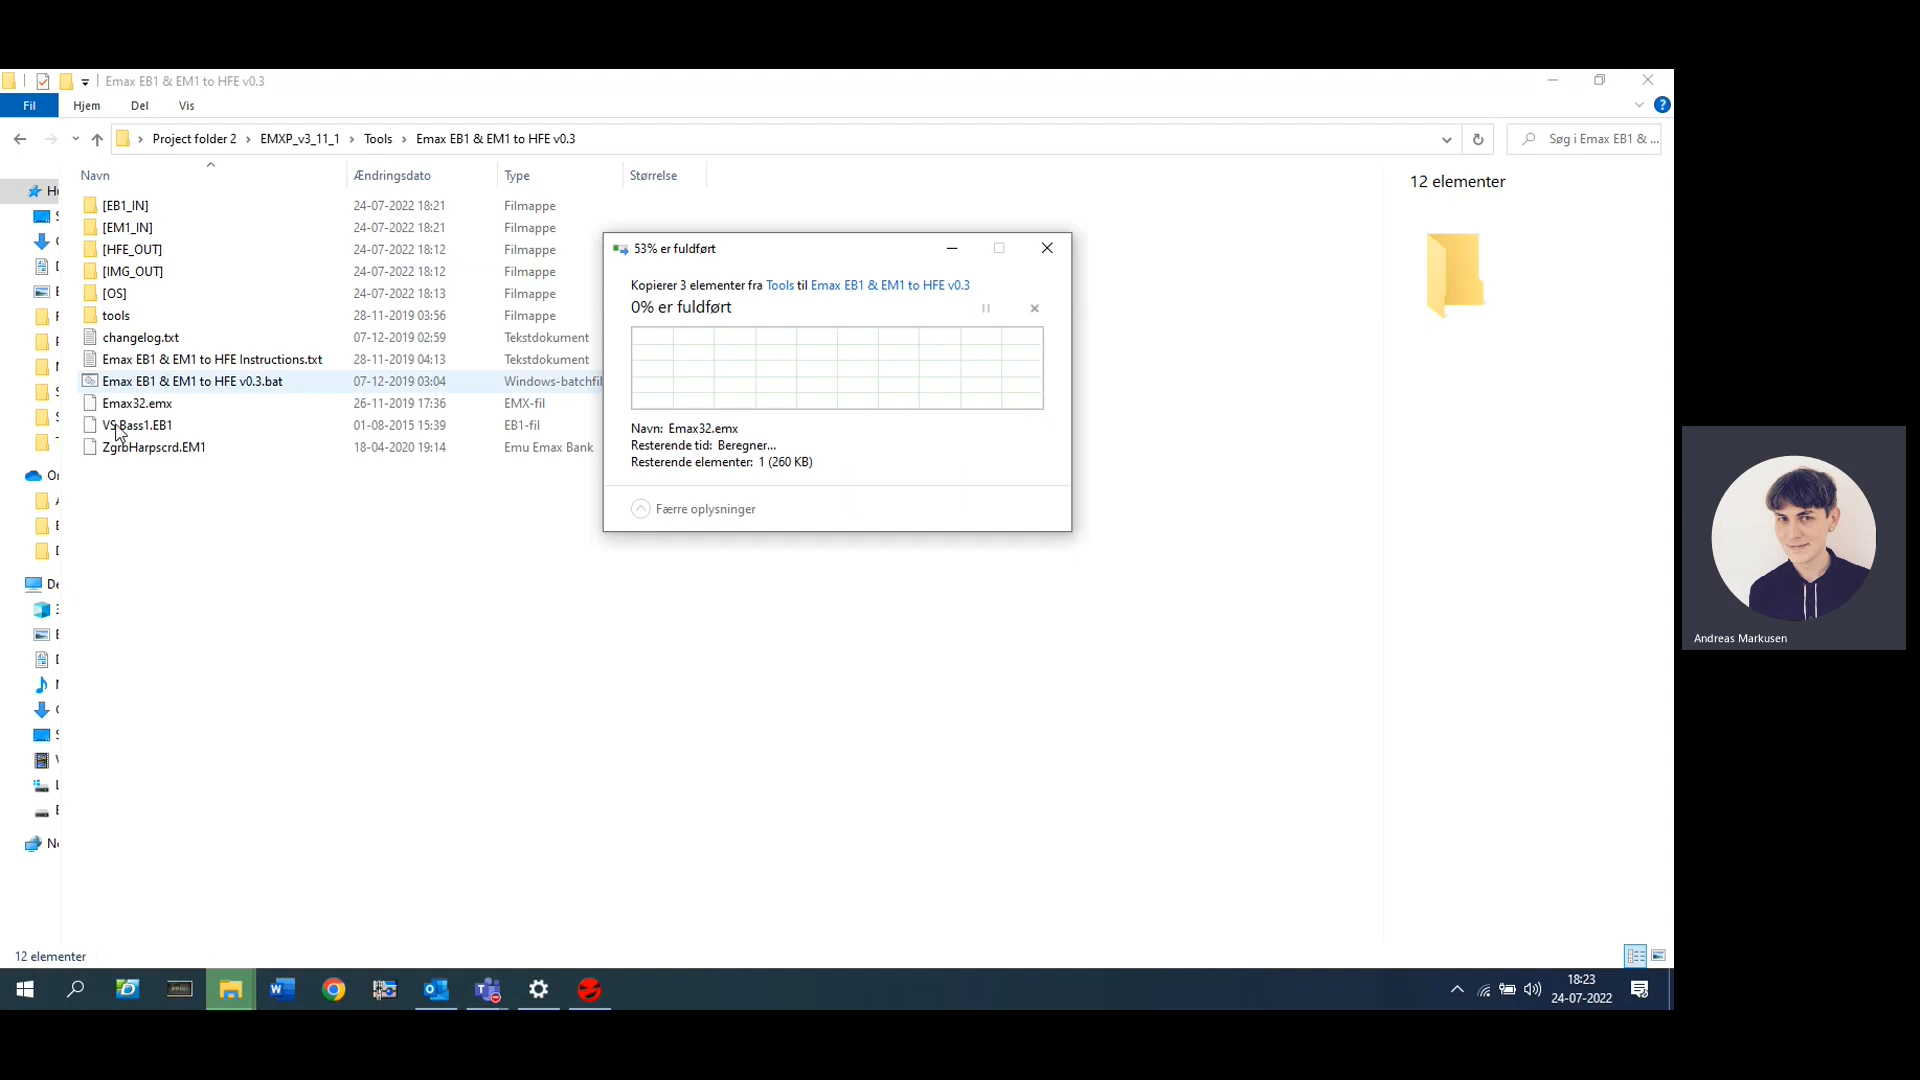 Emax EB1 & EM1 to HFE v0.3
Fil Hjem Del Vis
Project folder 2 › EMXP_v3_11_1 › Tools › Emax EB1 & EM1 to HFE v0.3
Søg i Emax EB1 & ...
Navn Ændringsdato Type Størrelse
12 elementer
[EB1_IN] 24-07-2022 18:21 Filmappe
[EM1_IN] 24-07-2022 18:21 Filmappe
[HFE_OUT] 24-07-2022 18:12 Filmappe
[IMG_OUT] 24-07-2022 18:12 Filmappe
[OS] 24-07-2022 18:13 Filmappe
tools 28-11-2019 03:56 Filmappe
changelog.txt 07-12-2019 02:59 Tekstdokument
Emax EB1 & EM1 to HFE Instructions.txt 28-11-2019 04:13 Tekstdokument
Emax EB1 & EM1 to HFE v0.3.bat 07-12-2019 03:04 Windows-batchfil
Emax32.emx 26-11-2019 17:36 EMX-fil
VS Bass1.EB1 01-08-2015 15:39 EB1-fil
ZgrbHarpscrd.EM1 18-04-2020 19:14 Emu Emax Bank
53% er fuldført
Kopierer 3 elementer fra Tools til Emax EB1 & EM1 to HFE v0.3
0% er fuldført
Navn: Emax32.emx
Resterende tid: Beregner...
Resterende elementer: 1 (260 KB)
Færre oplysninger
Andreas Markusen
12 elementer
18:23
24-07-2022